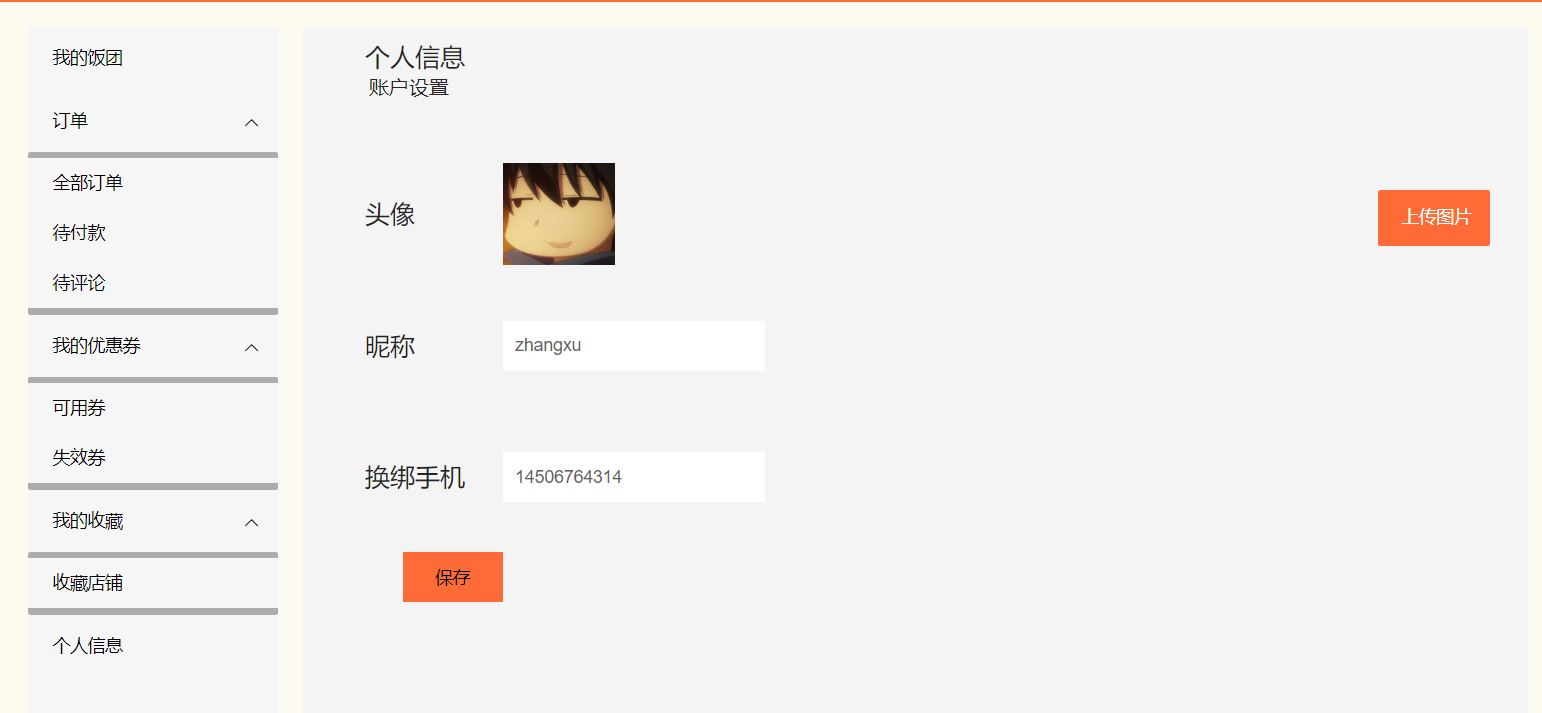 我的饭团
订单
全部订单
待付款
待评论
我的优惠券
可用券
失效券
我的收藏
收藏店铺
个人信息
个人信息
账户设置
头像
上传图片
昵称 zhangxu
换绑手机 14506764314
保存